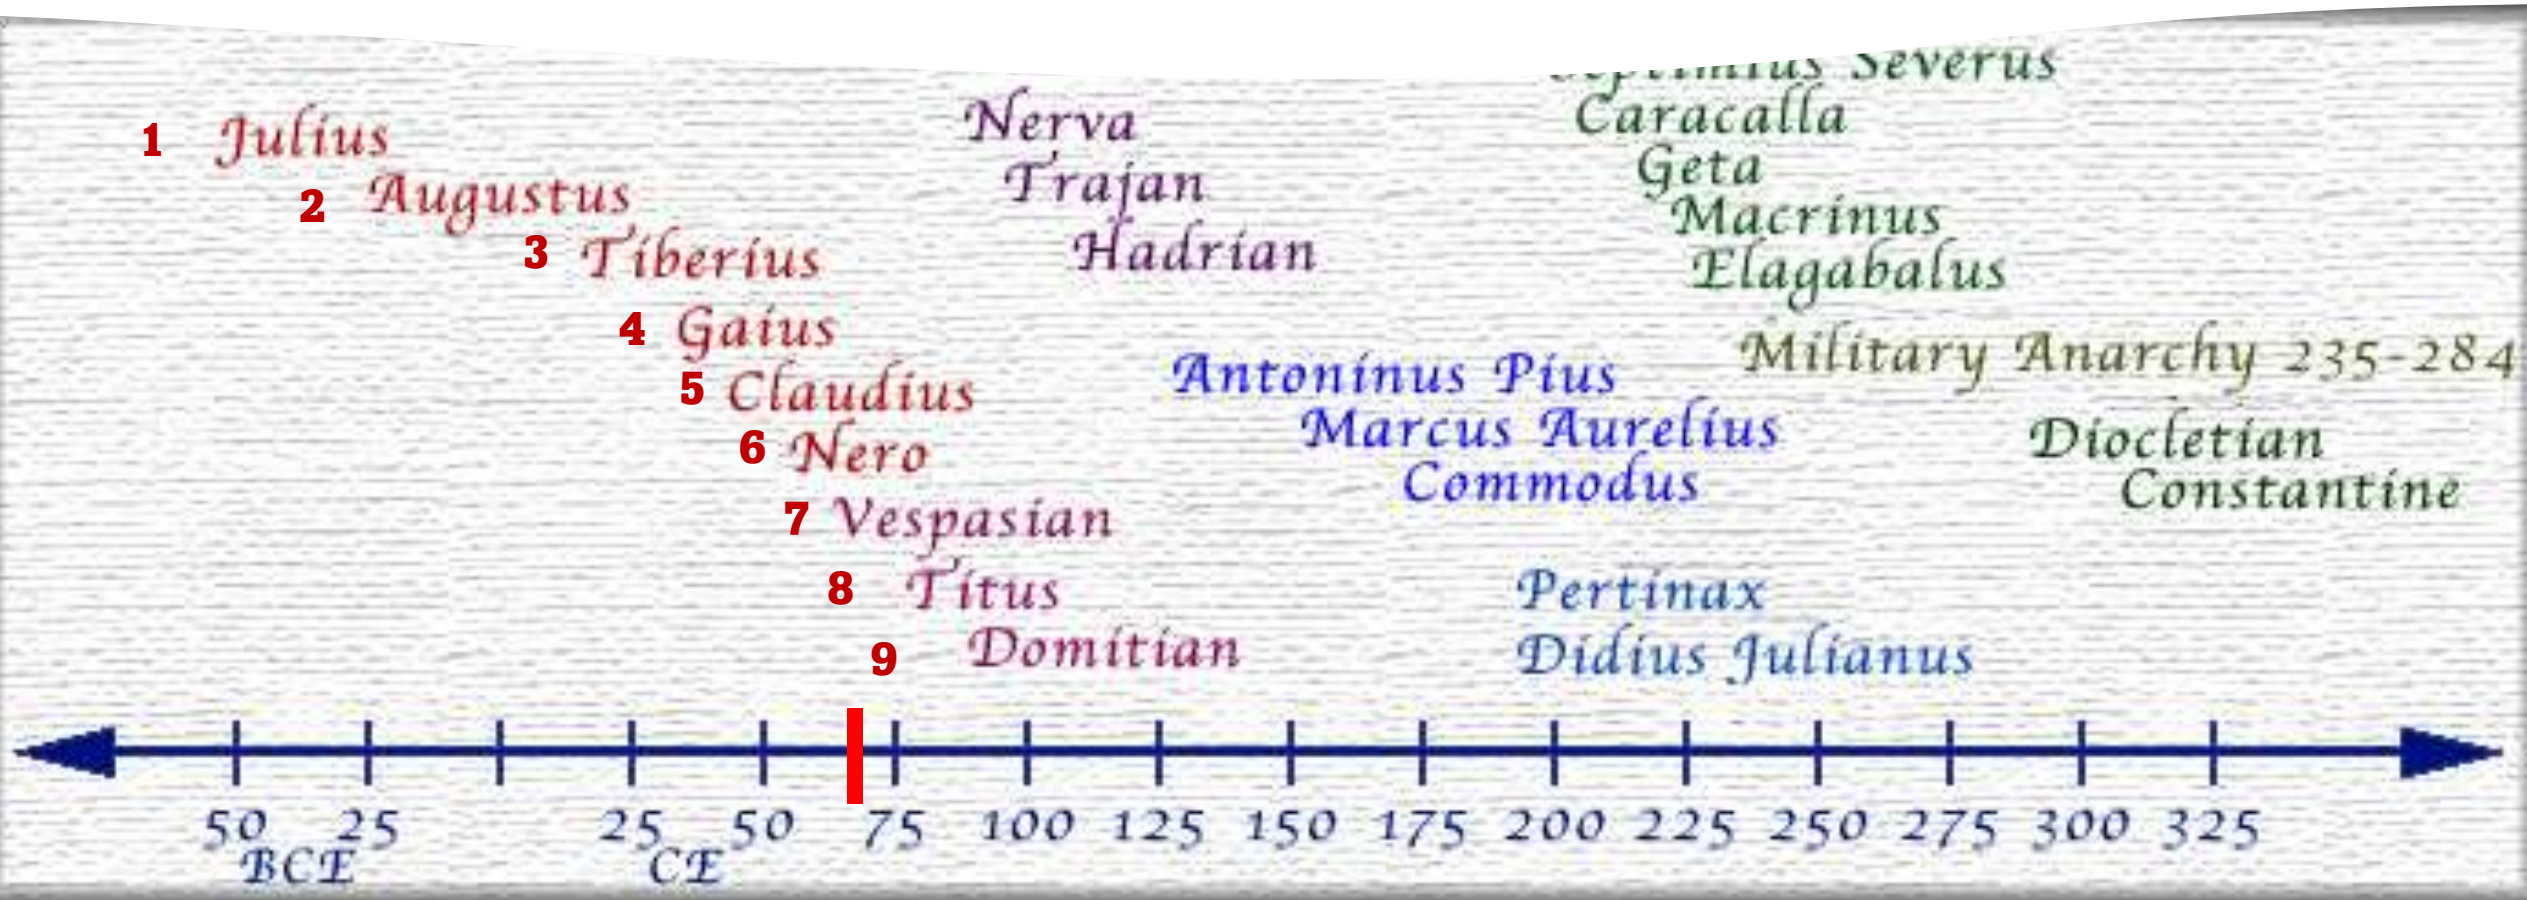 Septimius Severus
Caracalla
Geta
Macrinus
Elagabalus
Military Anarchy 235-284
Diocletian
Constantine
Nerva
Trajan
Hadrian
Antoninus Pius
Marcus Aurelius
Commodus
Pertinax
Didius Julianus
1 Julius
2 Augustus
3 Tiberius
4 Gaius
5 Claudius
6 Nero
7 Vespasian
8 Titus
9 Domitian
50 25 25 50 75 100 125 150 175 200 225 250 275 300 325
BCE CE